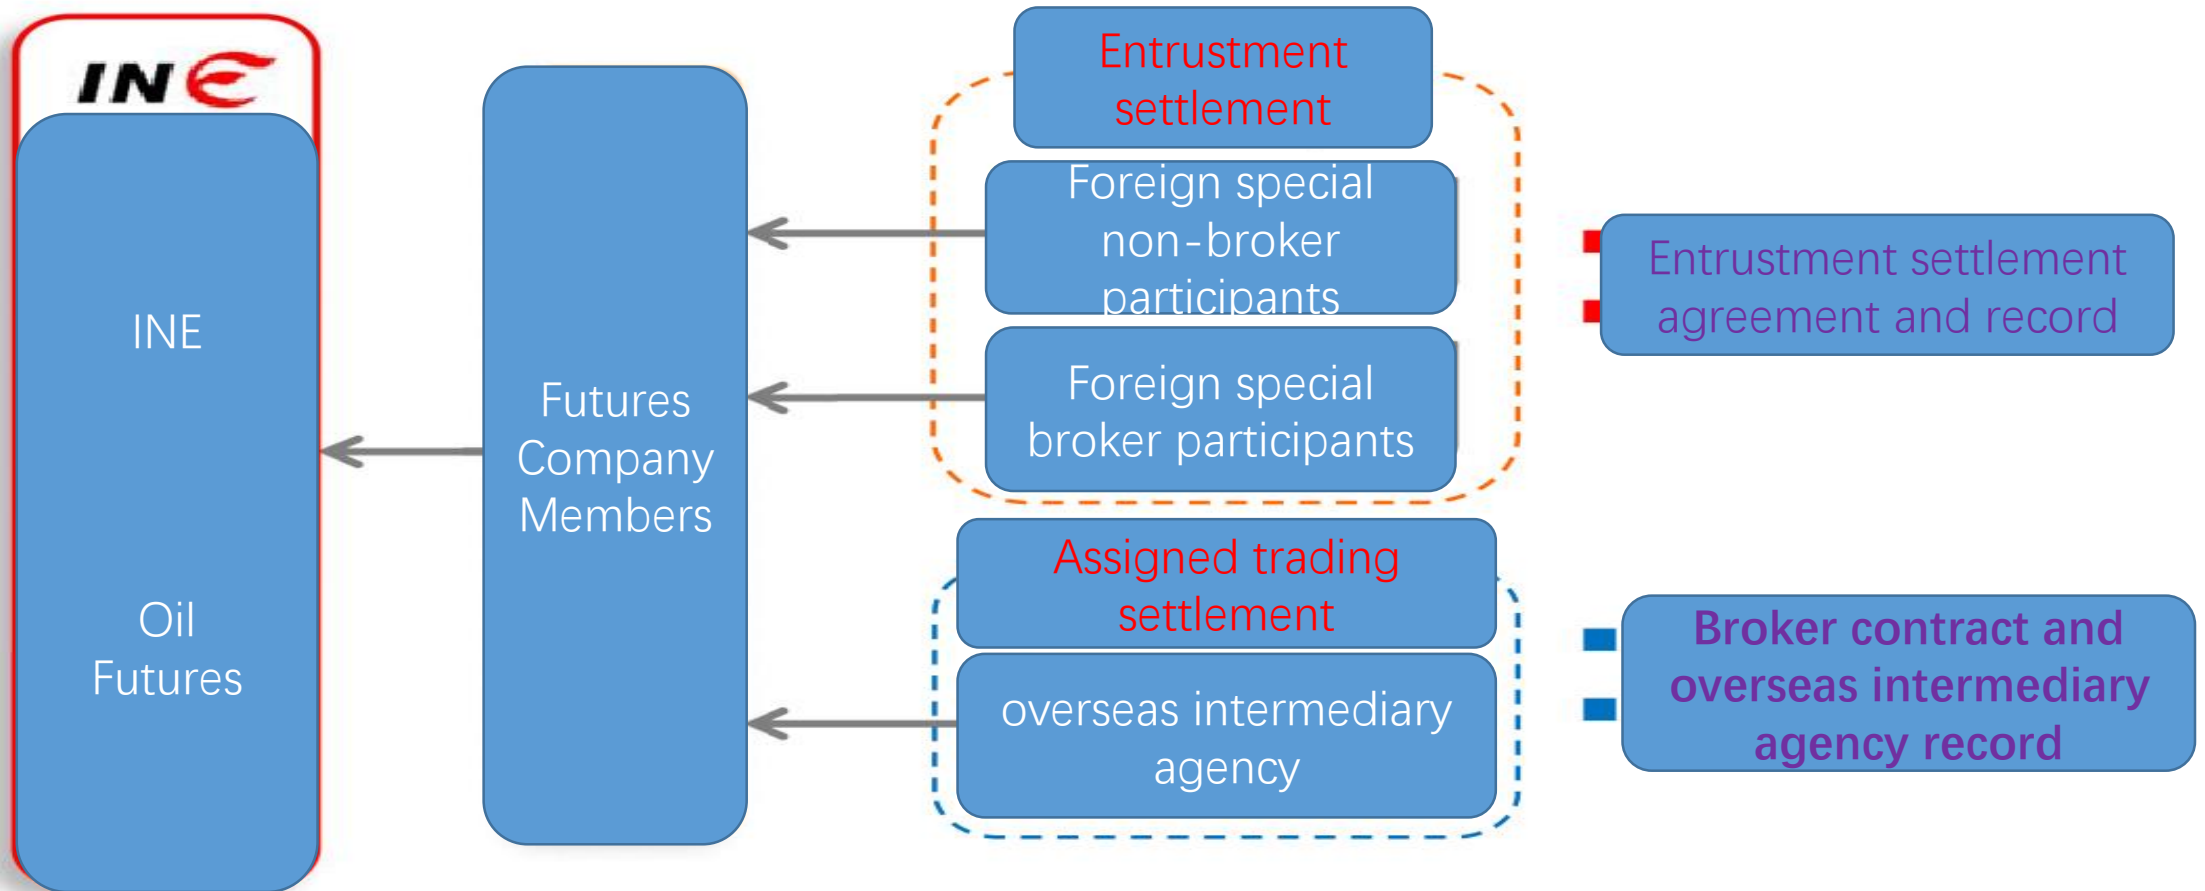 INE
INE
Oil
Futures
Futures
Company
Members
Entrustment
settlement
Foreign special
non-broker
participants
Foreign special
broker participants
Assigned trading
settlement
overseas intermediary
agency
Entrustment settlement
agreement and record
Broker contract and
overseas intermediary
agency record